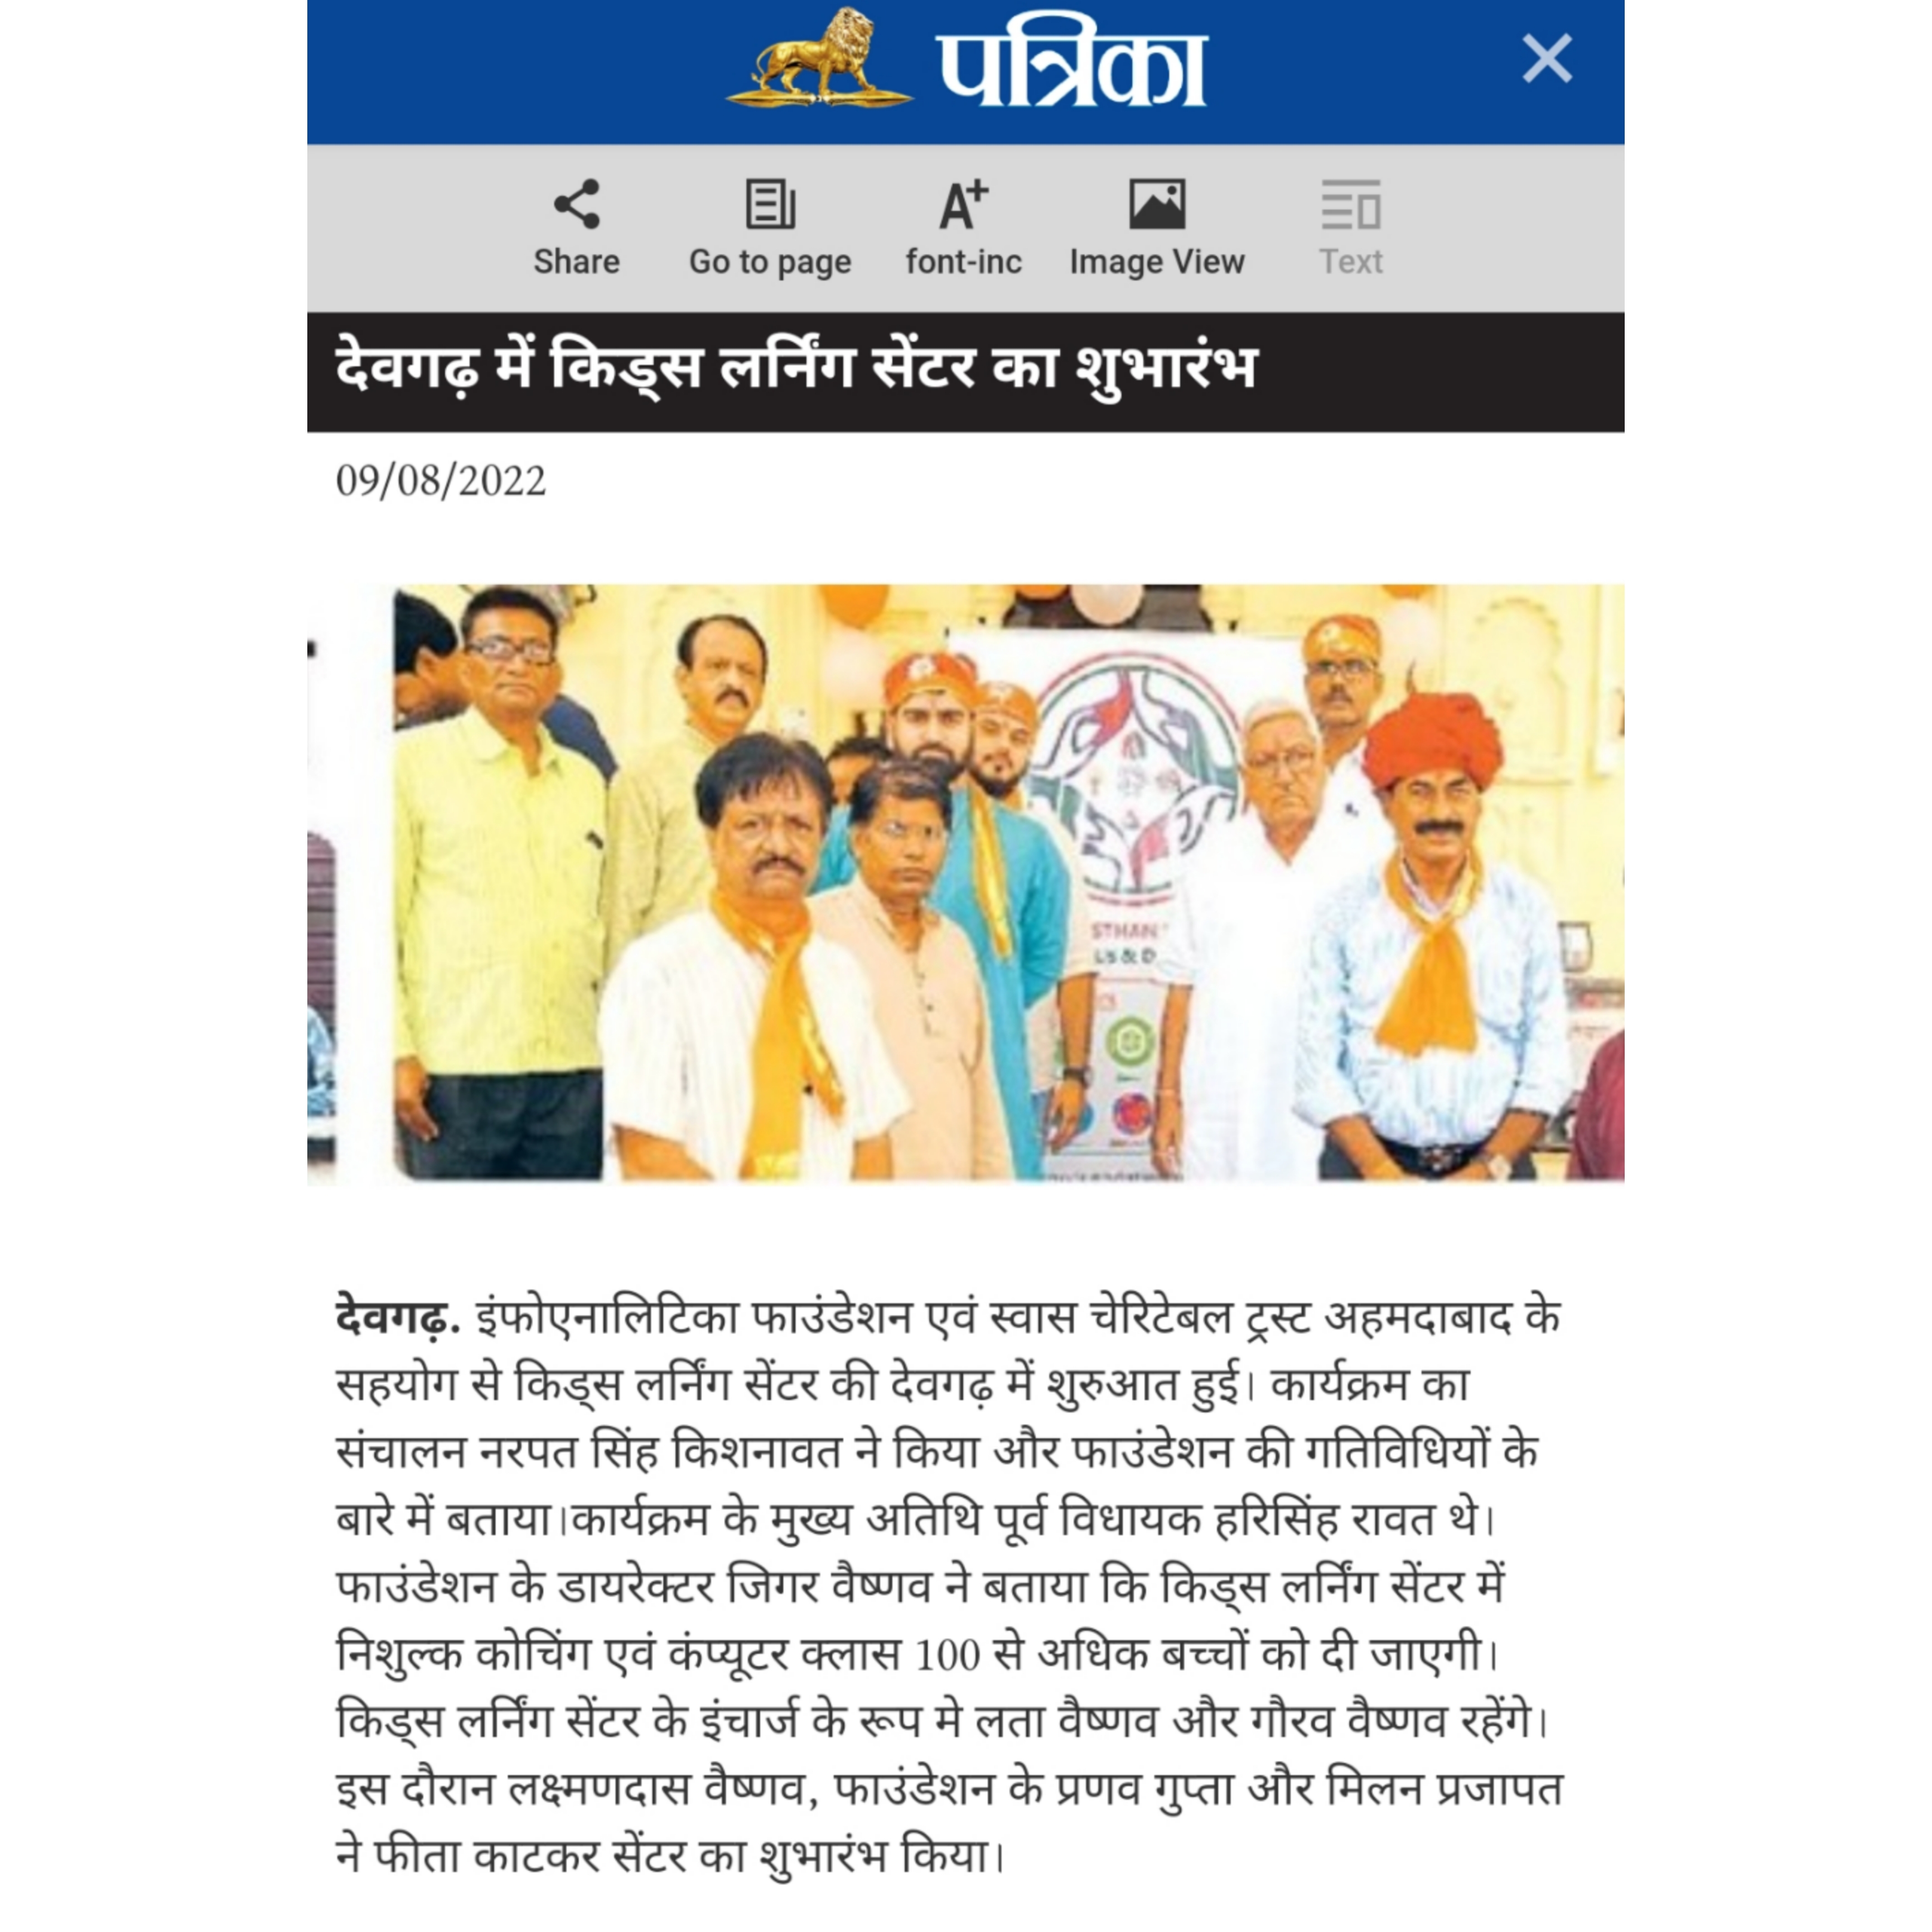 पत्रिका
Share
Go to page
font-inc
Image View
Text
देवगढ़ में किड्स लर्निंग सेंटर का शुभारंभ
09/08/2022
STHAN
LS & D
देवगढ़. इंफोएनालिटिका फाउंडेशन एवं स्वास चेरिटेबल ट्रस्ट अहमदाबाद के
सहयोग से किड्स लर्निंग सेंटर की देवगढ़ में शुरुआत हुई। कार्यक्रम का
संचालन नरपत सिंह किशनावत ने किया और फाउंडेशन की गतिविधियों के
बारे में बताया।कार्यक्रम के मुख्य अतिथि पूर्व विधायक हरिसिंह रावत थे।
फाउंडेशन के डायरेक्टर जिगर वैष्णव ने बताया कि किड्स लर्निंग सेंटर में
निशुल्क कोचिंग एवं कंप्यूटर क्लास 100 से अधिक बच्चों को दी जाएगी।
किड्स लर्निंग सेंटर के इंचार्ज के रूप मे लता वैष्णव और गौरव वैष्णव रहेंगे।
इस दौरान लक्ष्मणदास वैष्णव, फाउंडेशन के प्रणव गुप्ता और मिलन प्रजापत
ने फीता काटकर सेंटर का शुभारंभ किया।